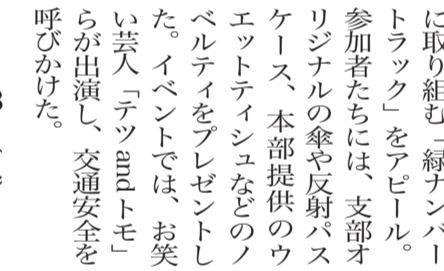 に取り組む「緑ナンバー
トラック」をアピール。
参加者たちには、支部オ
リジナルの傘や反射パス
ケース、本部提供のウ
エットティシュなどのノ
ベルティをプレゼントし
た。イベントでは、お笑
い芸人「テツandトモ」
らが出演し、交通安全を
呼びかけた。